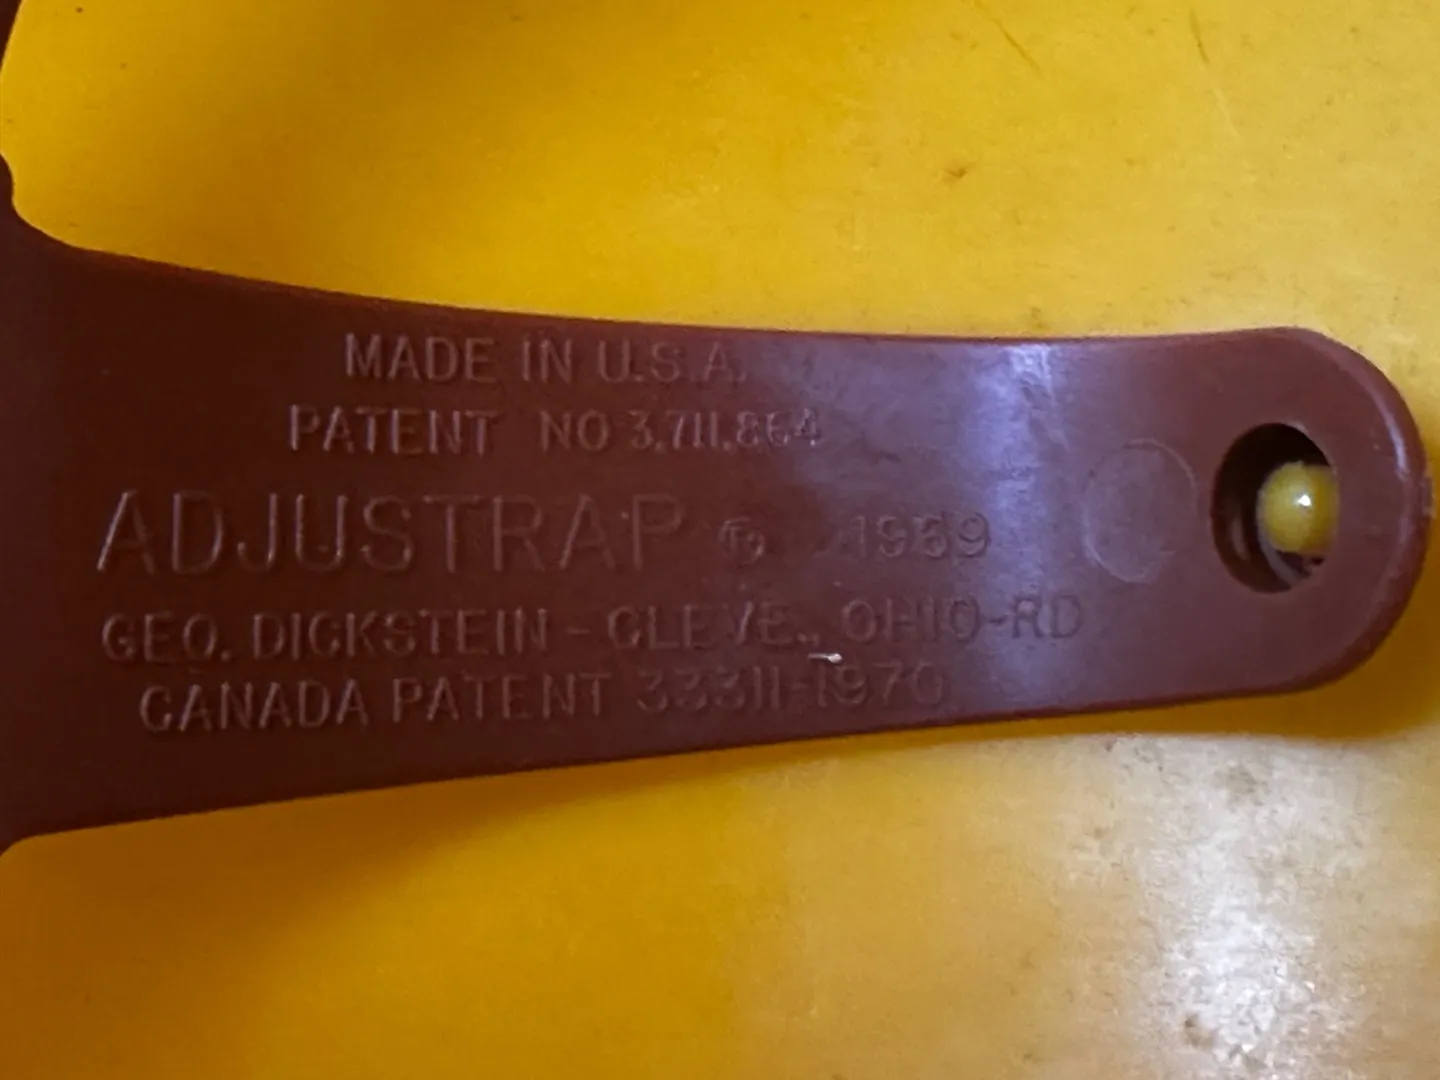 MADE IN U.S.A.
PATENT NO 3,711,864
ADJUSTRAP ® 1969
GEO. DICKSTEIN - CLEVE., OHIO-RD
CANADA PATENT 33311-1970